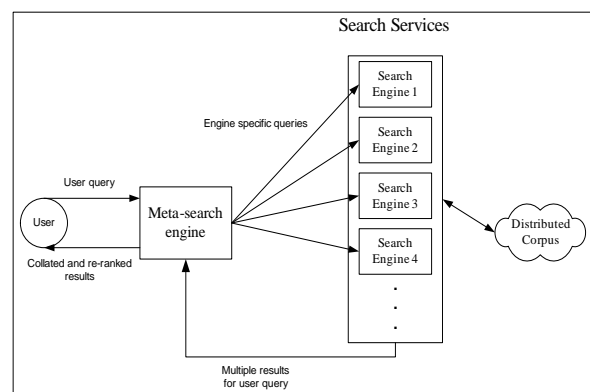 Search Services
Search
Engine 1
Engine specific queries
Search
Engine 2
User query
Search
Engine 3
User
Meta-search
engine
Distributed
Corpus
Search
Engine 4
Collated and re-ranked
results
Multiple results
for user query